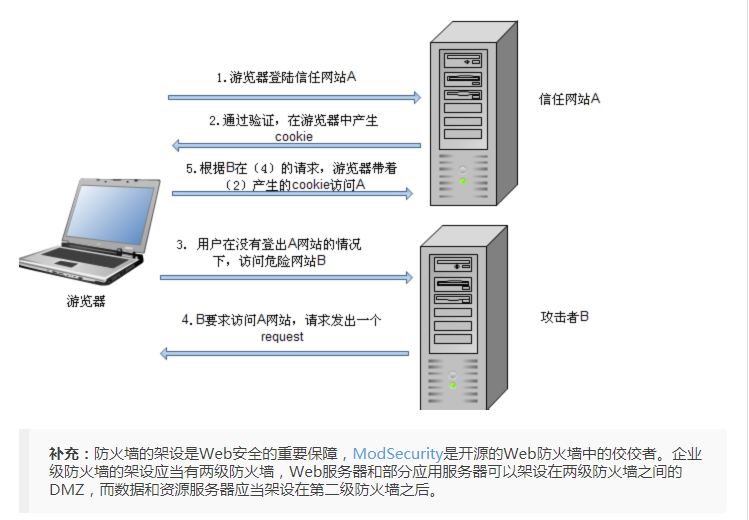 1.游览器登陆信任网站A
信任网站A
2.通过验证，在游览器中产生
cookie
5.根据B在（4）的请求，游览器带着
（2）产生的cookie访问A
3. 用户在没有登出A网站的情况
下，访问危险网站B
游览器
4.B要求访问A网站，请求发出一个
request
攻击者B
补充：防火墙的架设是Web安全的重要保障，ModSecurity是开源的Web防火墙中的佼佼者。企业
级防火墙的架设应当有两级防火墙，Web服务器和部分应用服务器可以架设在两级防火墙之间的
DMZ，而数据和资源服务器应当架设在第二级防火墙之后。